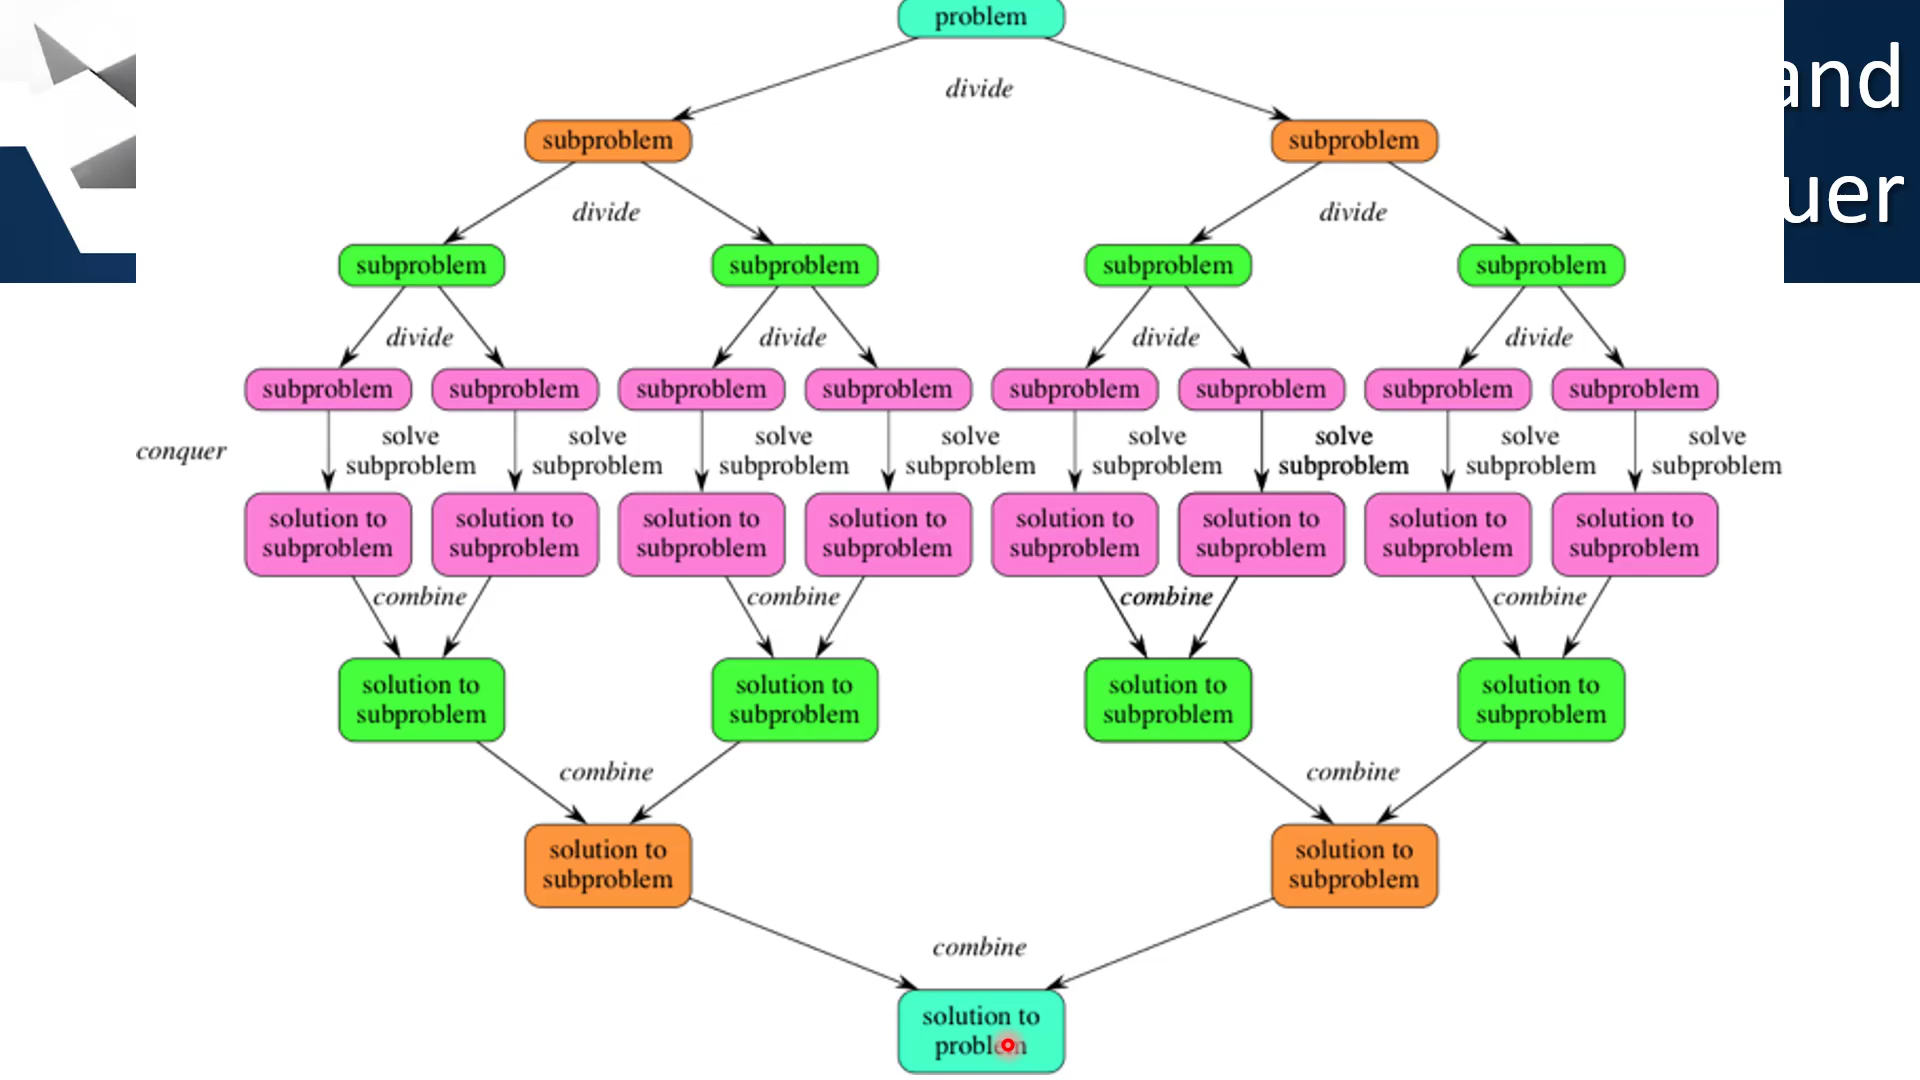 problem
and
divide
subproblem
subproblem
uer
divide
divide
subproblem
subproblem
subproblem
subproblem
divide
divide
divide
divide
subproblem
subproblem
subproblem
subproblem
subproblem
subproblem
subproblem
subproblem
conquer
solve
subproblem
solve
subproblem
solve
subproblem
solve
subproblem
solve
subproblem
solve
subproblem
solve
subproblem
solve
subproblem
solution to
subproblem
solution to
subproblem
solution to
subproblem
solution to
subproblem
solution to
subproblem
solution to
subproblem
solution to
subproblem
solution to
subproblem
combine
combine
combine
combine
solution to
subproblem
solution to
subproblem
solution to
subproblem
solution to
subproblem
combine
combine
solution to
subproblem
solution to
subproblem
combine
solution to
problem